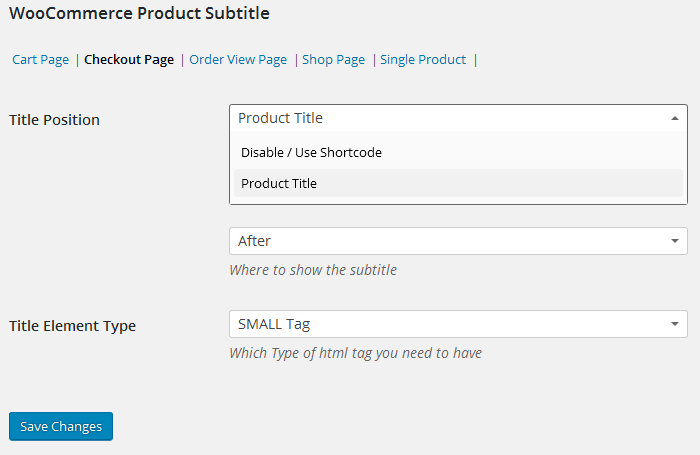 WooCommerce Product Subtitle
Cart Page | Checkout Page | Order View Page | Shop Page | Single Product |
Title Position
Product Title
Disable / Use Shortcode
Product Title
After
Where to show the subtitle
Title Element Type
SMALL Tag
Which Type of html tag you need to have
Save Changes